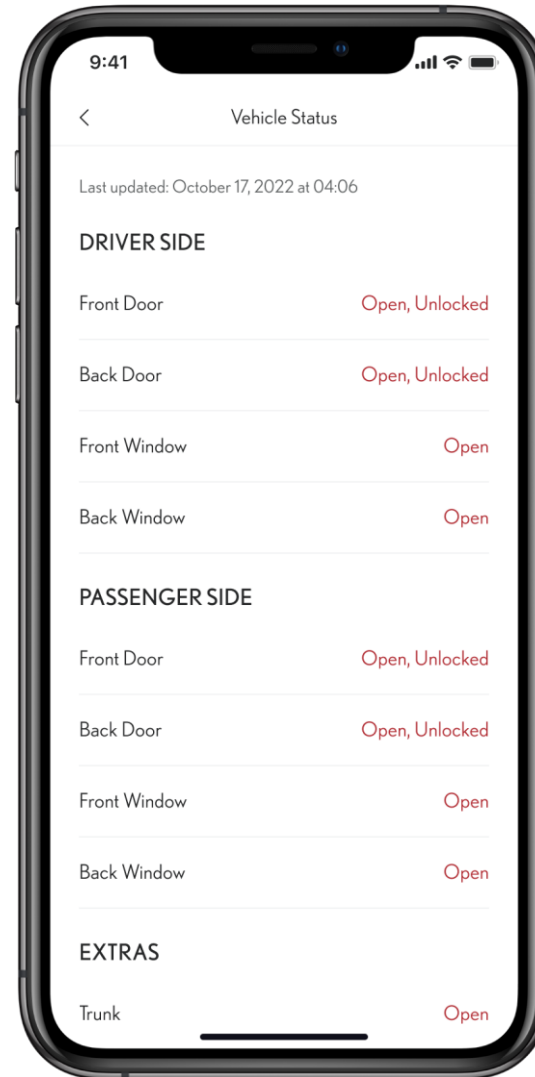 9:41
Vehicle Status
Last updated: October 17, 2022 at 04:06
DRIVER SIDE
Front Door Open, Unlocked
Back Door Open, Unlocked
Front Window Open
Back Window Open
PASSENGER SIDE
Front Door Open, Unlocked
Back Door Open, Unlocked
Front Window Open
Back Window Open
EXTRAS
Trunk Open